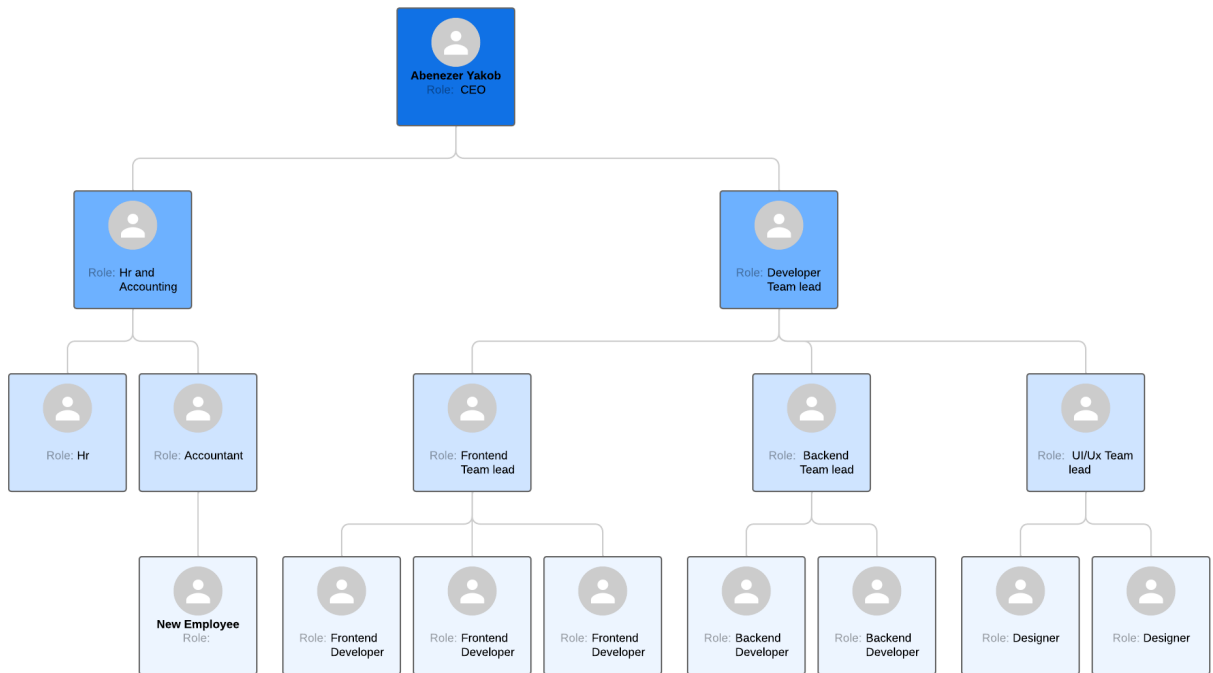 Abenezer Yakob
Role: CEO
Role: Hr and
Accounting
Role: Developer
Team lead
Role: Hr
Role: Accountant
Role: Frontend
Team lead
Role: Backend
Team lead
Role: UI/Ux Team
lead
New Employee
Role:
Role: Frontend
Developer
Role: Frontend
Developer
Role: Frontend
Developer
Role: Backend
Developer
Role: Backend
Developer
Role: Designer
Role: Designer